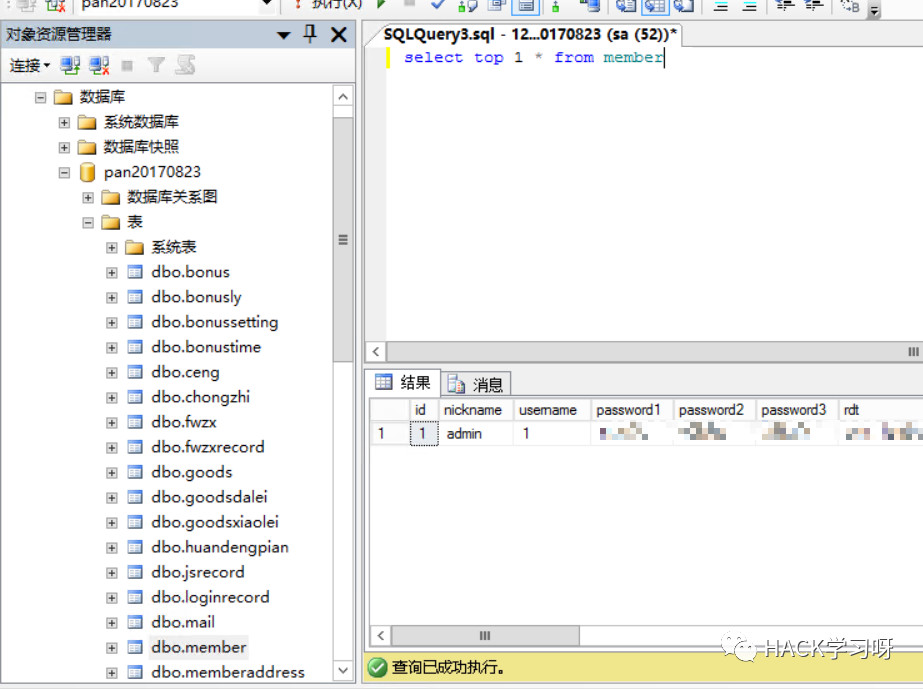 pan20170823
执行(X)
对象资源管理器
连接
数据库
系统数据库
数据库快照
pan20170823
数据库关系图
表
系统表
dbo.bonus
dbo.bonusly
dbo.bonussetting
dbo.bonustime
dbo.ceng
dbo.chongzhi
dbo.fwzx
dbo.fwzxrecord
dbo.goods
dbo.goodsdalei
dbo.goodsxiaolei
dbo.huandengpian
dbo.jsrecord
dbo.loginrecord
dbo.mail
dbo.member
dbo.memberaddress
SQLQuery3.sql - 12...0170823 (sa (52))*
select top 1 * from member
结果 消息
id nickname username password1 password2 password3 rdt
1 1 admin 1
查询已成功执行。
HACK学习呀